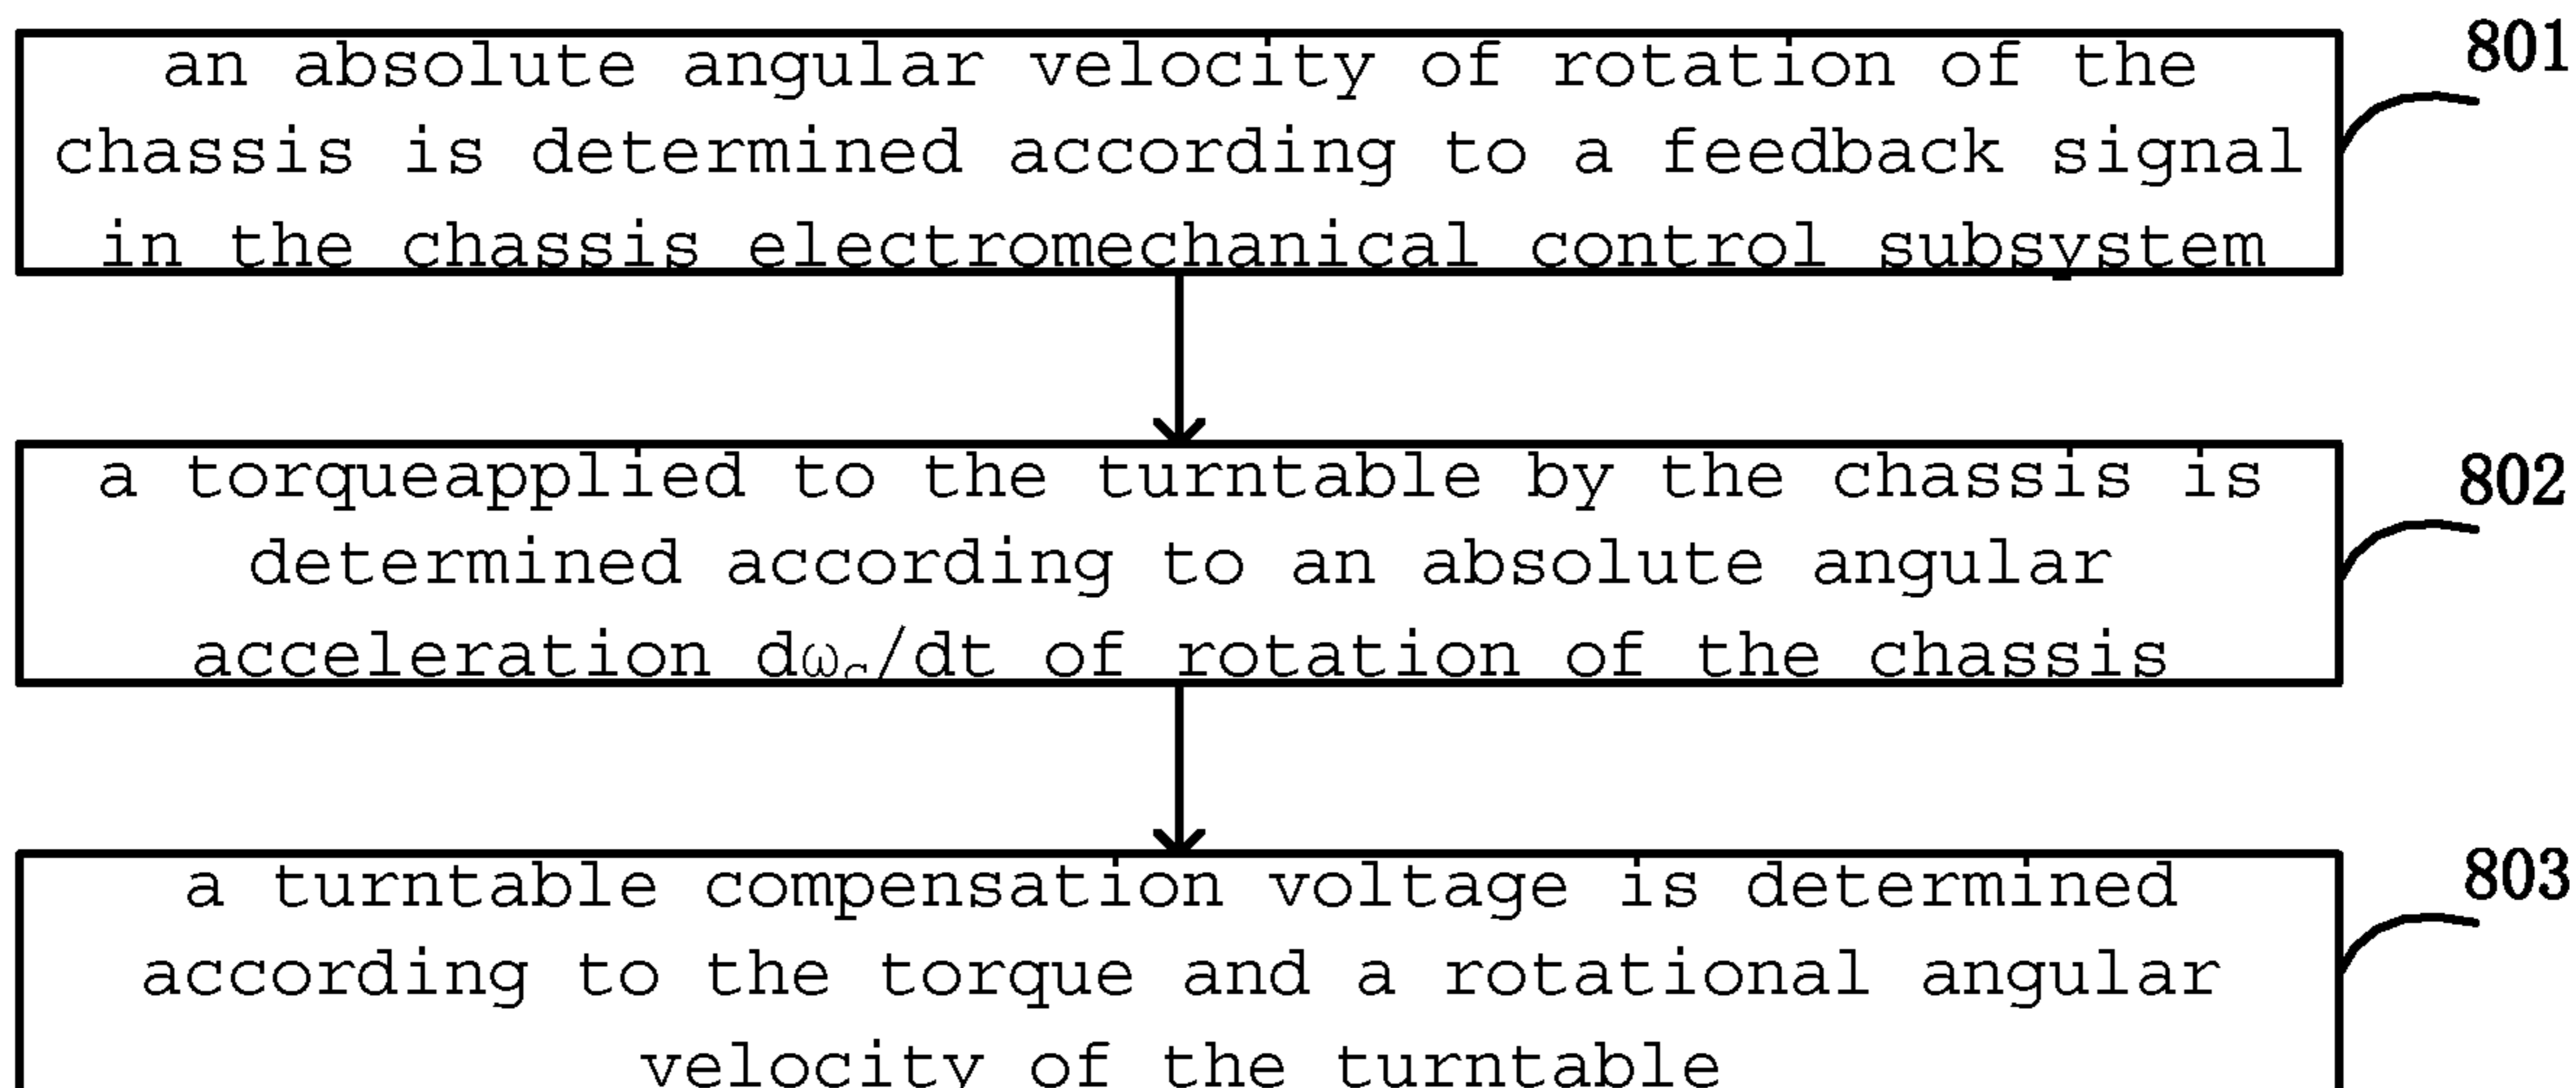 an absolute angular velocity of rotation of the
801
chassis is determined according to a feedback signal
in the chassis electromechanical control subsystem
a torqueapplied to the turntable by the chassis is
802
determined according to an absolute angular
acceleration dω꜀/dt of rotation of the chassis
a turntable compensation voltage is determined
803
according to the torque and a rotational angular
velocity of the turntable